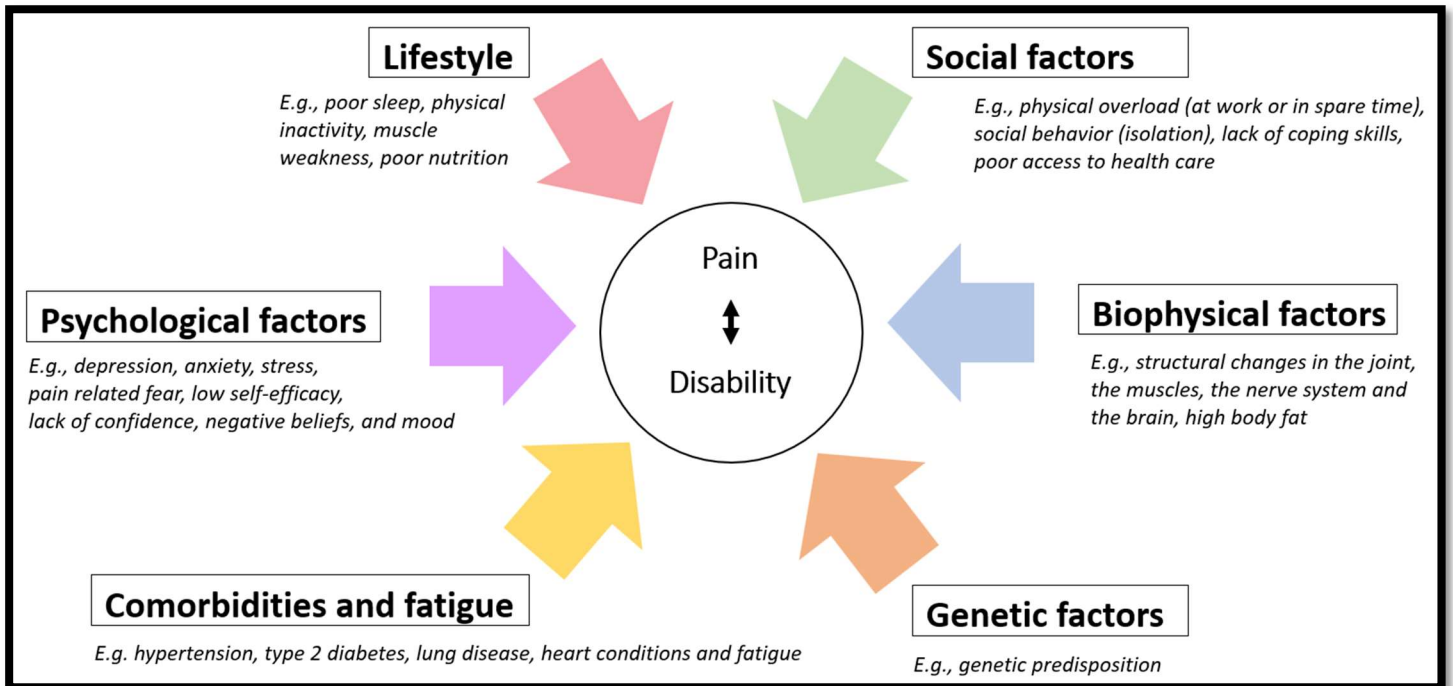 Lifestyle
E.g., poor sleep, physical
inactivity, muscle
weakness, poor nutrition
Social factors
E.g., physical overload (at work or in spare time),
social behavior (isolation), lack of coping skills,
poor access to health care
Pain
Disability
Psychological factors
E.g., depression, anxiety, stress,
pain related fear, low self-efficacy,
lack of confidence, negative beliefs, and mood
Biophysical factors
E.g., structural changes in the joint,
the muscles, the nerve system and
the brain, high body fat
Comorbidities and fatigue
E.g. hypertension, type 2 diabetes, lung disease, heart conditions and fatigue
Genetic factors
E.g., genetic predisposition